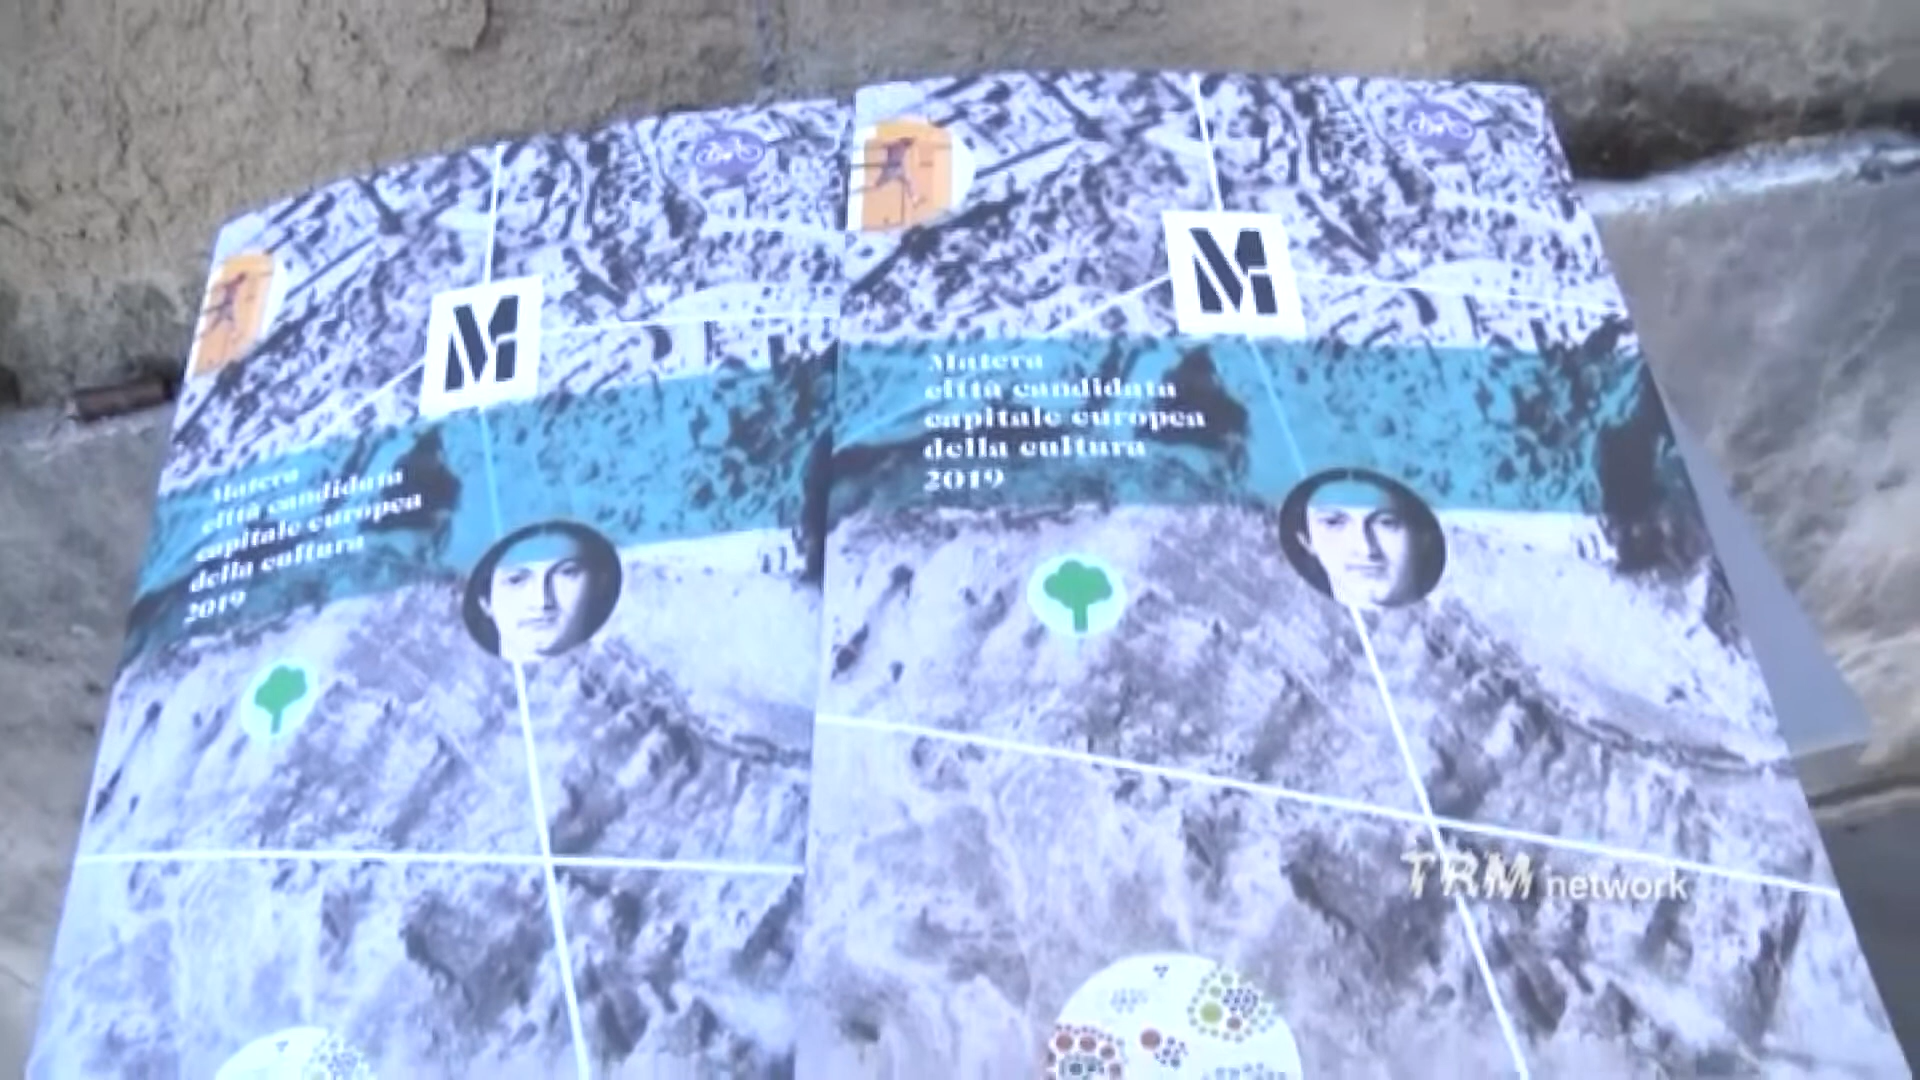 M
Matera
città candidata
capitale europea
della cultura
2019
M
Matera
città candidata
capitale europea
della cultura
2019
TRM network